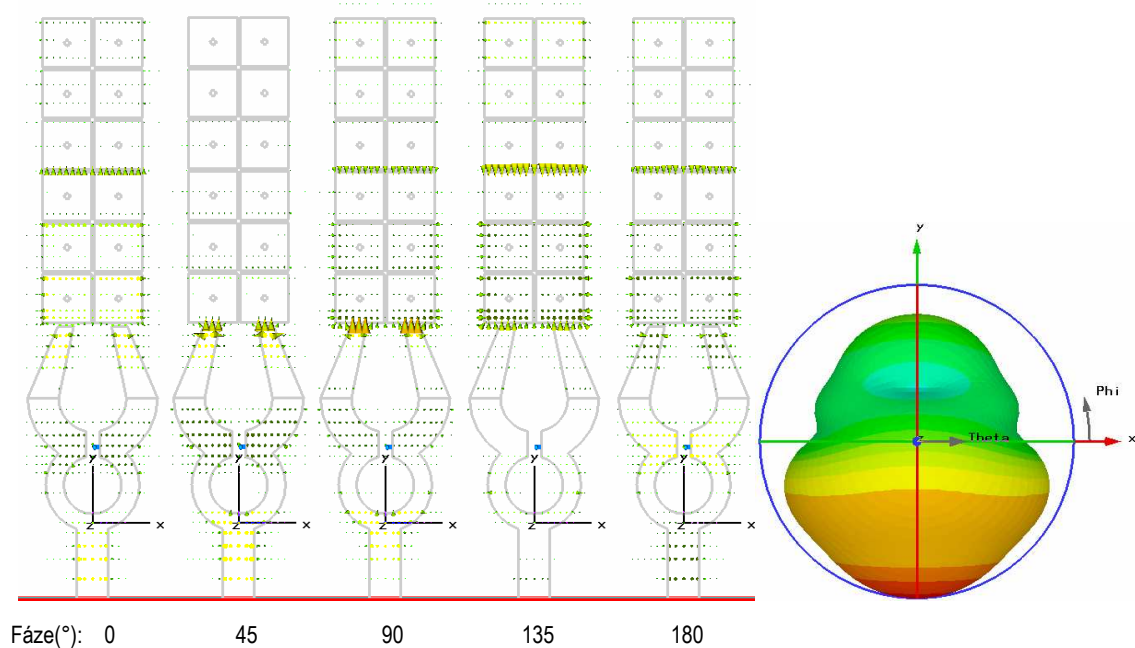 y
Phi
Theta
z
x
y y y y y
z x z x z x z x z x
Fáze(°): 0 45 90 135 180